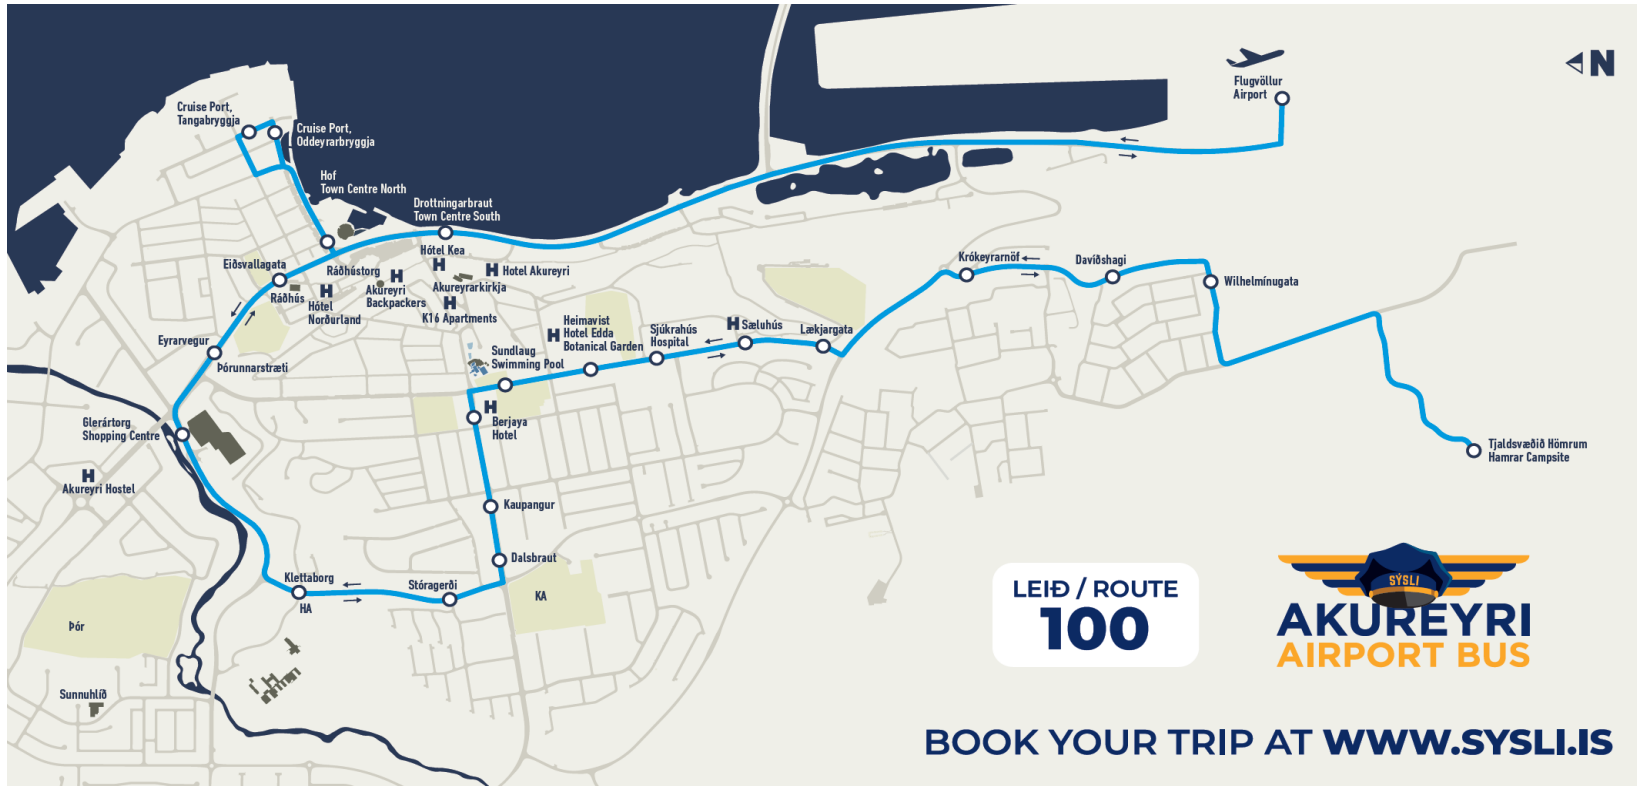 Flugvöllur
Airport
N
Cruise Port,
Tangabryggja
Cruise Port,
Oddeyrarbryggja
Hof
Town Centre North
Drottningarbraut
Town Centre South
Hótel Kea
Hotel Akureyri
Eiðsvallagata
Ráðhústorg
Akureyri
Backpackers
Akureyrarkirkja
Ráðhús
Hótel
Norðurland
K16 Apartments
Krókeyrarnöf
Davíðshagi
Wilhelmínugata
Eyrarvegur
Þórunnarstræti
Heimavist
Hotel Edda
Botanical Garden
Sjúkrahús
Hospital
Sæluhús
Lækjargata
Sundlaug
Swimming Pool
Glerártorg
Shopping Centre
Berjaya
Hotel
Tjaldsvæðið Hömrum
Hamrar Campsite
Akureyri Hostel
Kaupangur
Dalsbraut
Klettaborg
HA
Stóragerði
KA
Þór
Sunnuhlíð
LEIÐ / ROUTE
100
SÝSLI
AKUREYRI
AIRPORT BUS
BOOK YOUR TRIP AT WWW.SYSLI.IS